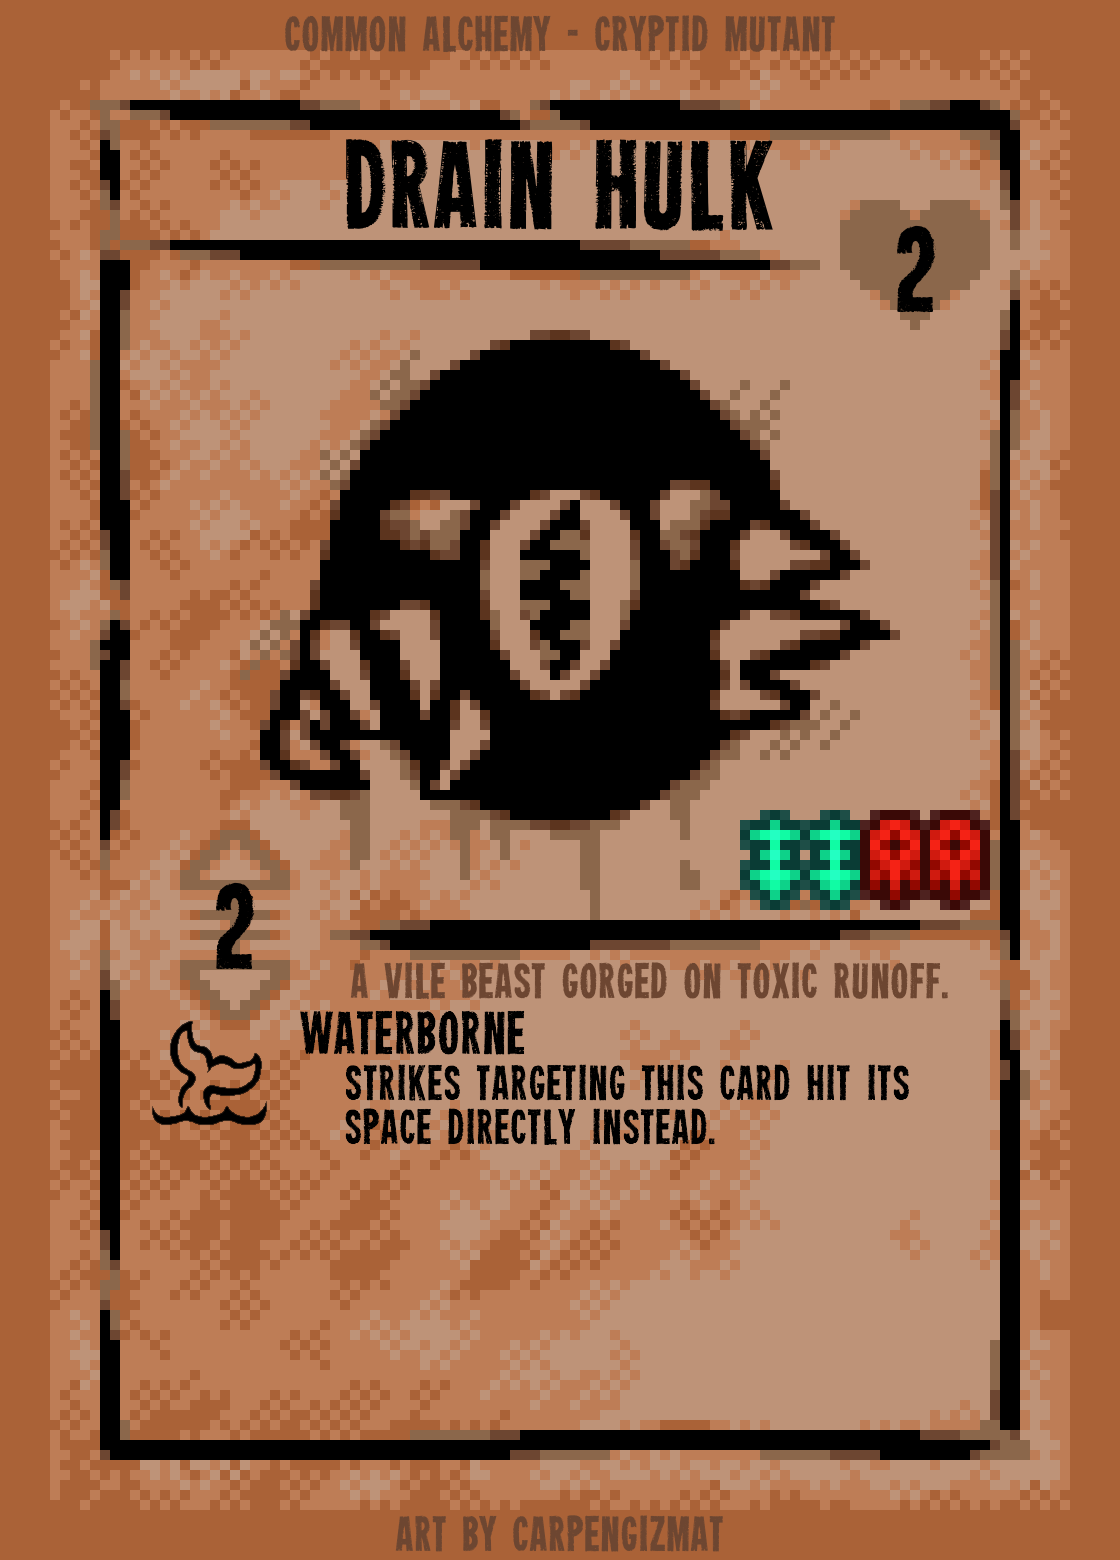 COMMON ALCHEMY - CRYPTID MUTANT
DRAIN HULK
2
2
A VILE BEAST GORGED ON TOXIC RUNOFF.
WATERBORNE
STRIKES TARGETING THIS CARD HIT ITS
SPACE DIRECTLY INSTEAD.
ART BY CARPENGIZMAT